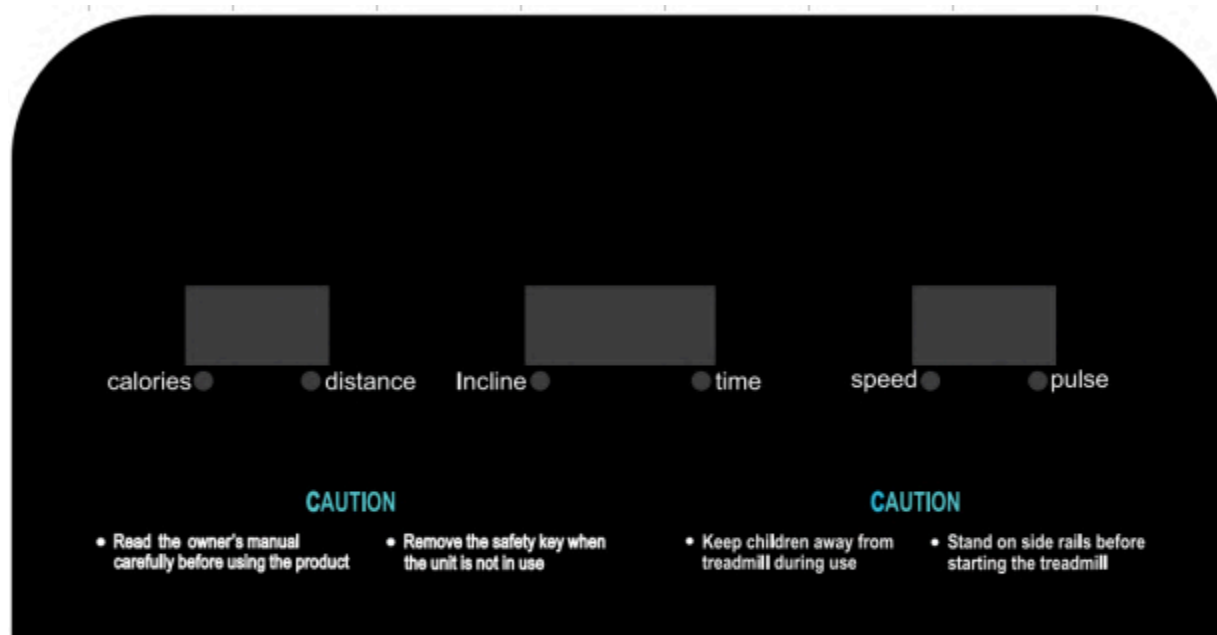 calories distance Incline time speed pulse
CAUTION CAUTION
• Read the owner's manual
carefully before using the product
• Remove the safety key when
the unit is not in use
• Keep children away from
treadmill during use
• Stand on side rails before
starting the treadmill